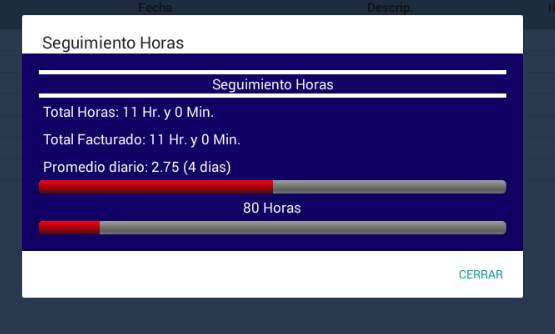 Fecha Descrip. H
Seguimiento Horas
Seguimiento Horas
Total Horas: 11 Hr. y 0 Min.
Total Facturado: 11 Hr. y 0 Min.
Promedio diario: 2.75 (4 dias)
80 Horas
CERRAR